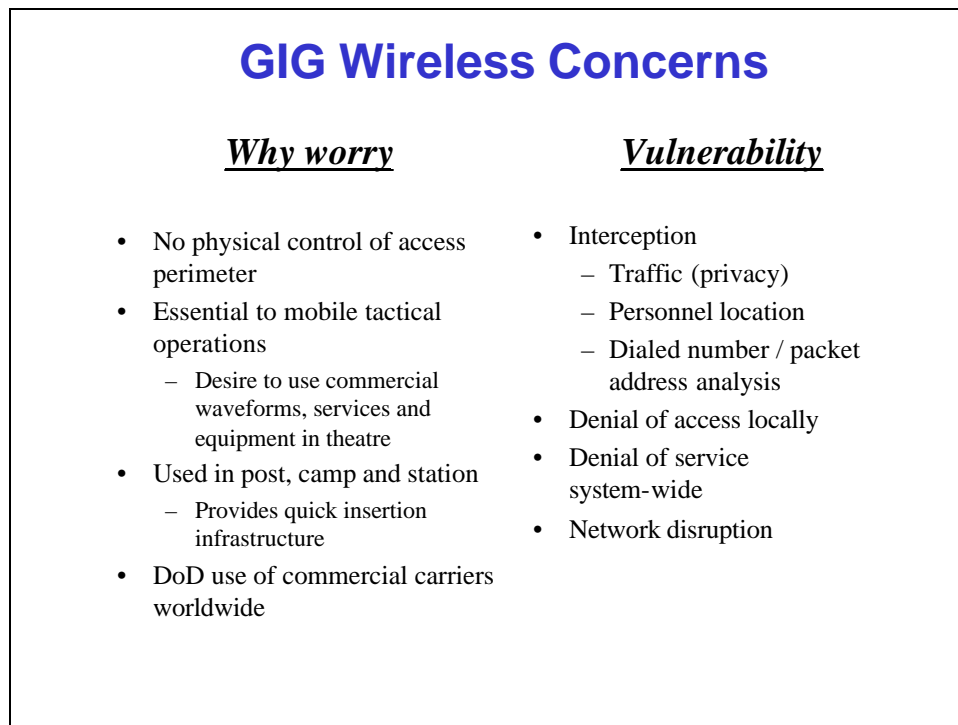 GIG Wireless Concerns
Why worry
• No physical control of access
perimeter
• Essential to mobile tactical
operations
– Desire to use commercial
waveforms, services and
equipment in theatre
• Used in post, camp and station
– Provides quick insertion
infrastructure
• DoD use of commercial carriers
worldwide
Vulnerability
• Interception
– Traffic (privacy)
– Personnel location
– Dialed number / packet
address analysis
• Denial of access locally
• Denial of service
system-wide
• Network disruption